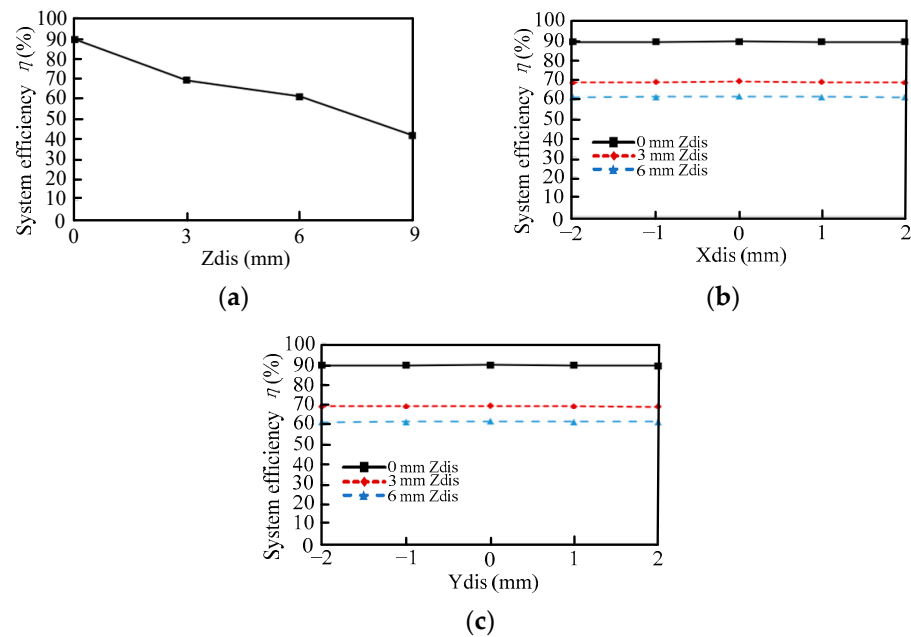 100
90
80
70
60
50
40
30
20
10
0
System efficiency η (%)
0 3 6 9
Zdis (mm)
(a)
100
90
80
70
60
50
40
30
20
10
0
System efficiency η (%)
0 mm Zdis
3 mm Zdis
6 mm Zdis
−2 −1 0 1 2
Xdis (mm)
(b)
100
90
80
70
60
50
40
30
20
10
0
System efficiency η (%)
0 mm Zdis
3 mm Zdis
6 mm Zdis
−2 −1 0 1 2
Ydis (mm)
(c)